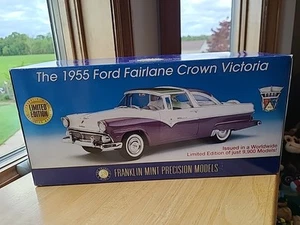 The 1955 Ford Fairlane Crown Victoria
LIMITED
EDITION
Issued in a Worldwide
Limited Edition of just 9,900 Models!
FRANKLIN MINT PRECISION MODELS